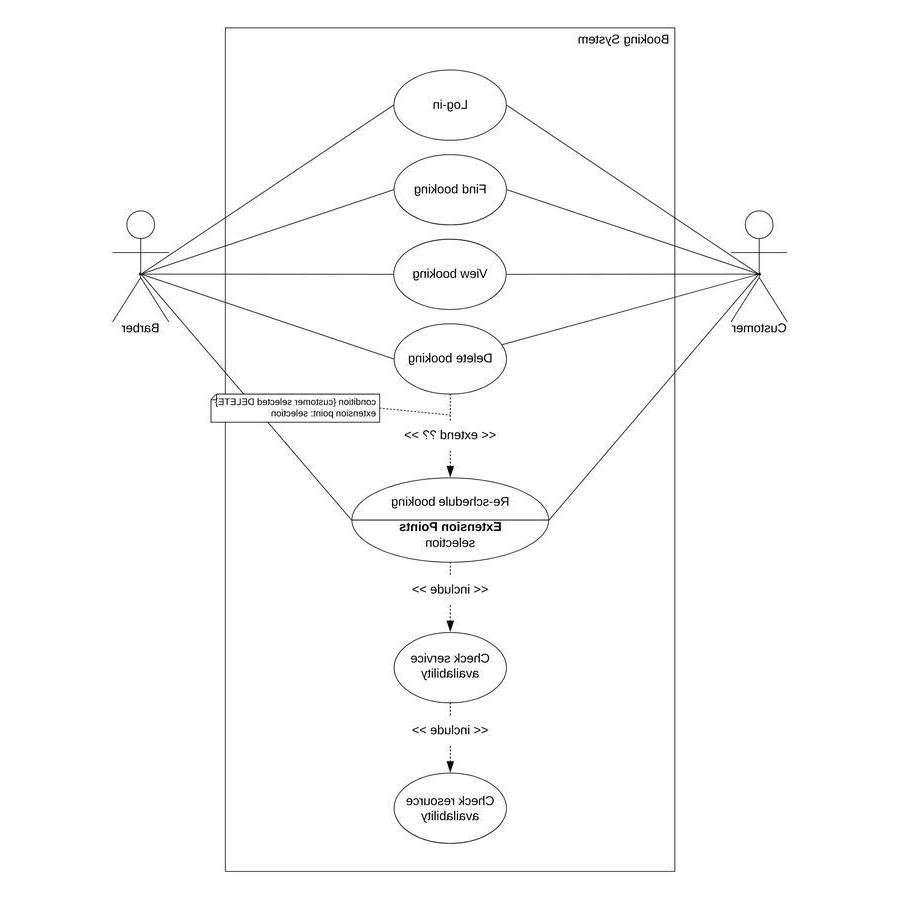 Booking System
Log-in
Find booking
View booking
Customer
Barber
Delete booking
condition {customer selected DELETE}
extension point: selection
<< extend ?? >>
Re-schedule booking
Extension Points
selection
<< include >>
Check service
availability
<< include >>
Check resource
availability